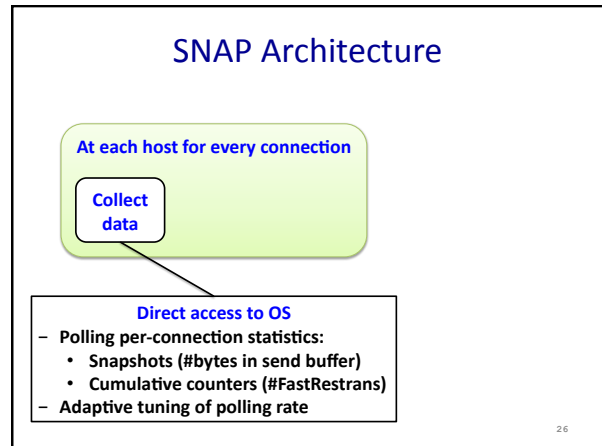 SNAP Architecture
At each host for every connection
Collect
data
Direct access to OS
– Polling per-connection statistics:
• Snapshots (#bytes in send buffer)
• Cumulative counters (#FastRestrans)
– Adaptive tuning of polling rate
26